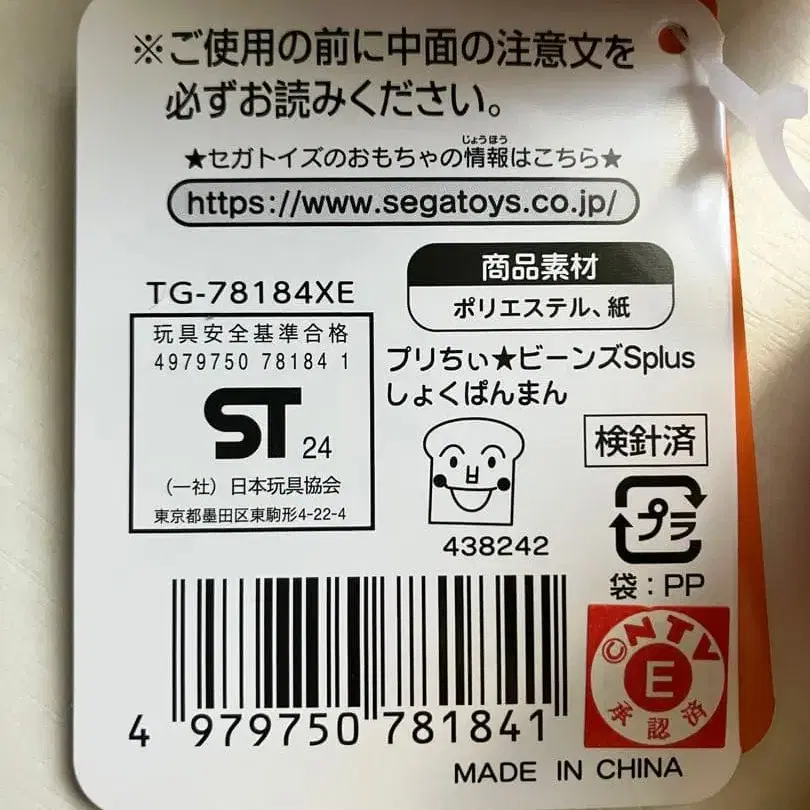 ※ご使用の前に中面の注意文を
必ずお読みください。
じょうほう
★セガトイズのおもちゃの情報はこちら★
https://www.segatoys.co.jp/
商品素材
ポリエステル、紙
TG-78184XE
玩具安全基準合格
4979750 78184 1
ST 24
(一社) 日本玩具協会
東京都墨田区東駒形4-22-4
プリちぃ★ビーンズSplus
しょくぱんまん
438242
検針済
プラ
袋：PP
©NTV
E
承認済
4 979750 781841
MADE IN CHINA